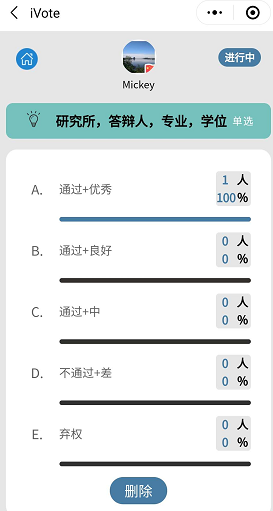 iVote
Mickey
进行中
研究所，答辩人，专业，学位 单选
A. 通过+优秀 1 人
100 %
B. 通过+良好 0 人
0 %
C. 通过+中 0 人
0 %
D. 不通过+差 0 人
0 %
E. 弃权 0 人
0 %
删除